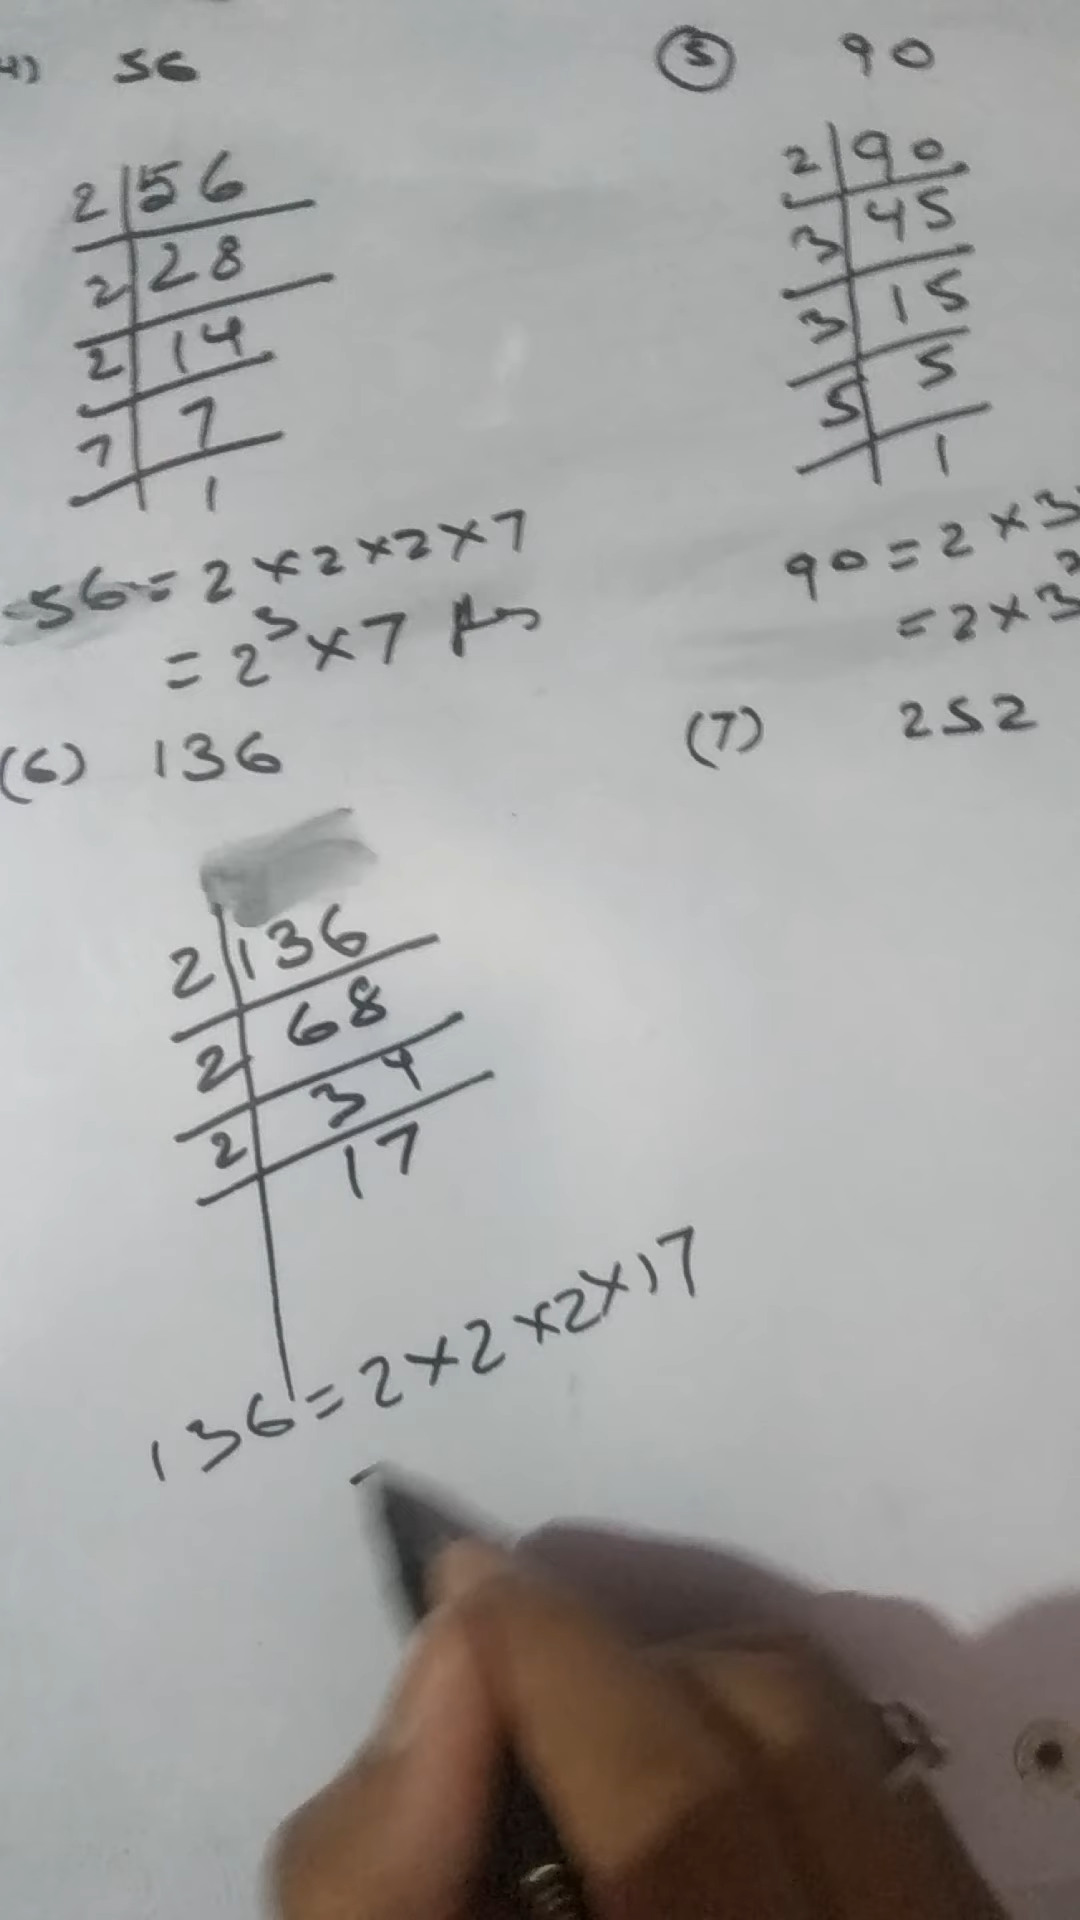 4) 56
2 | 56
2 | 28
2 | 14
7 | 7
1
56 = 2 × 2 × 2 × 7
= 2³ × 7 Ans
(5) 90
2 | 90
3 | 45
3 | 15
5 | 5
1
90 = 2 × 3
= 2 × 3²
(6) 136
2 | 136
2 | 68
2 | 34
17
136 = 2 × 2 × 2 × 17
(7) 252